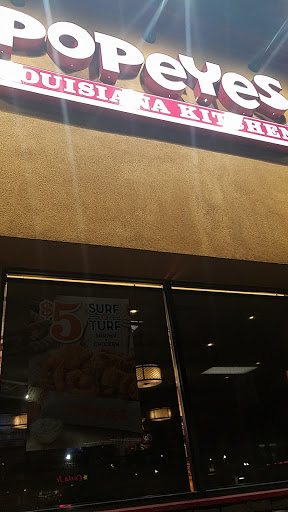 POPEYES
LOUISIANA KITCHEN
$5
SURF
TURF
SHRIMP
CHICKEN